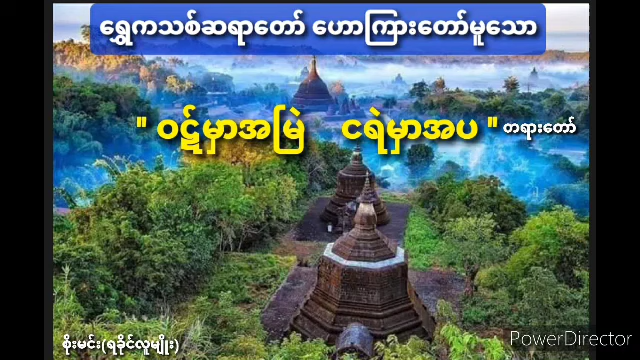 ရွှေကသစ်ဆရာတော် ဟောကြားတော်မူသော
" ဝဋ်မှာအမြဲ ငရဲမှာအပ " တရားတော်
စိုးမင်း(ရခိုင်လူမျိုး)
PowerDirector